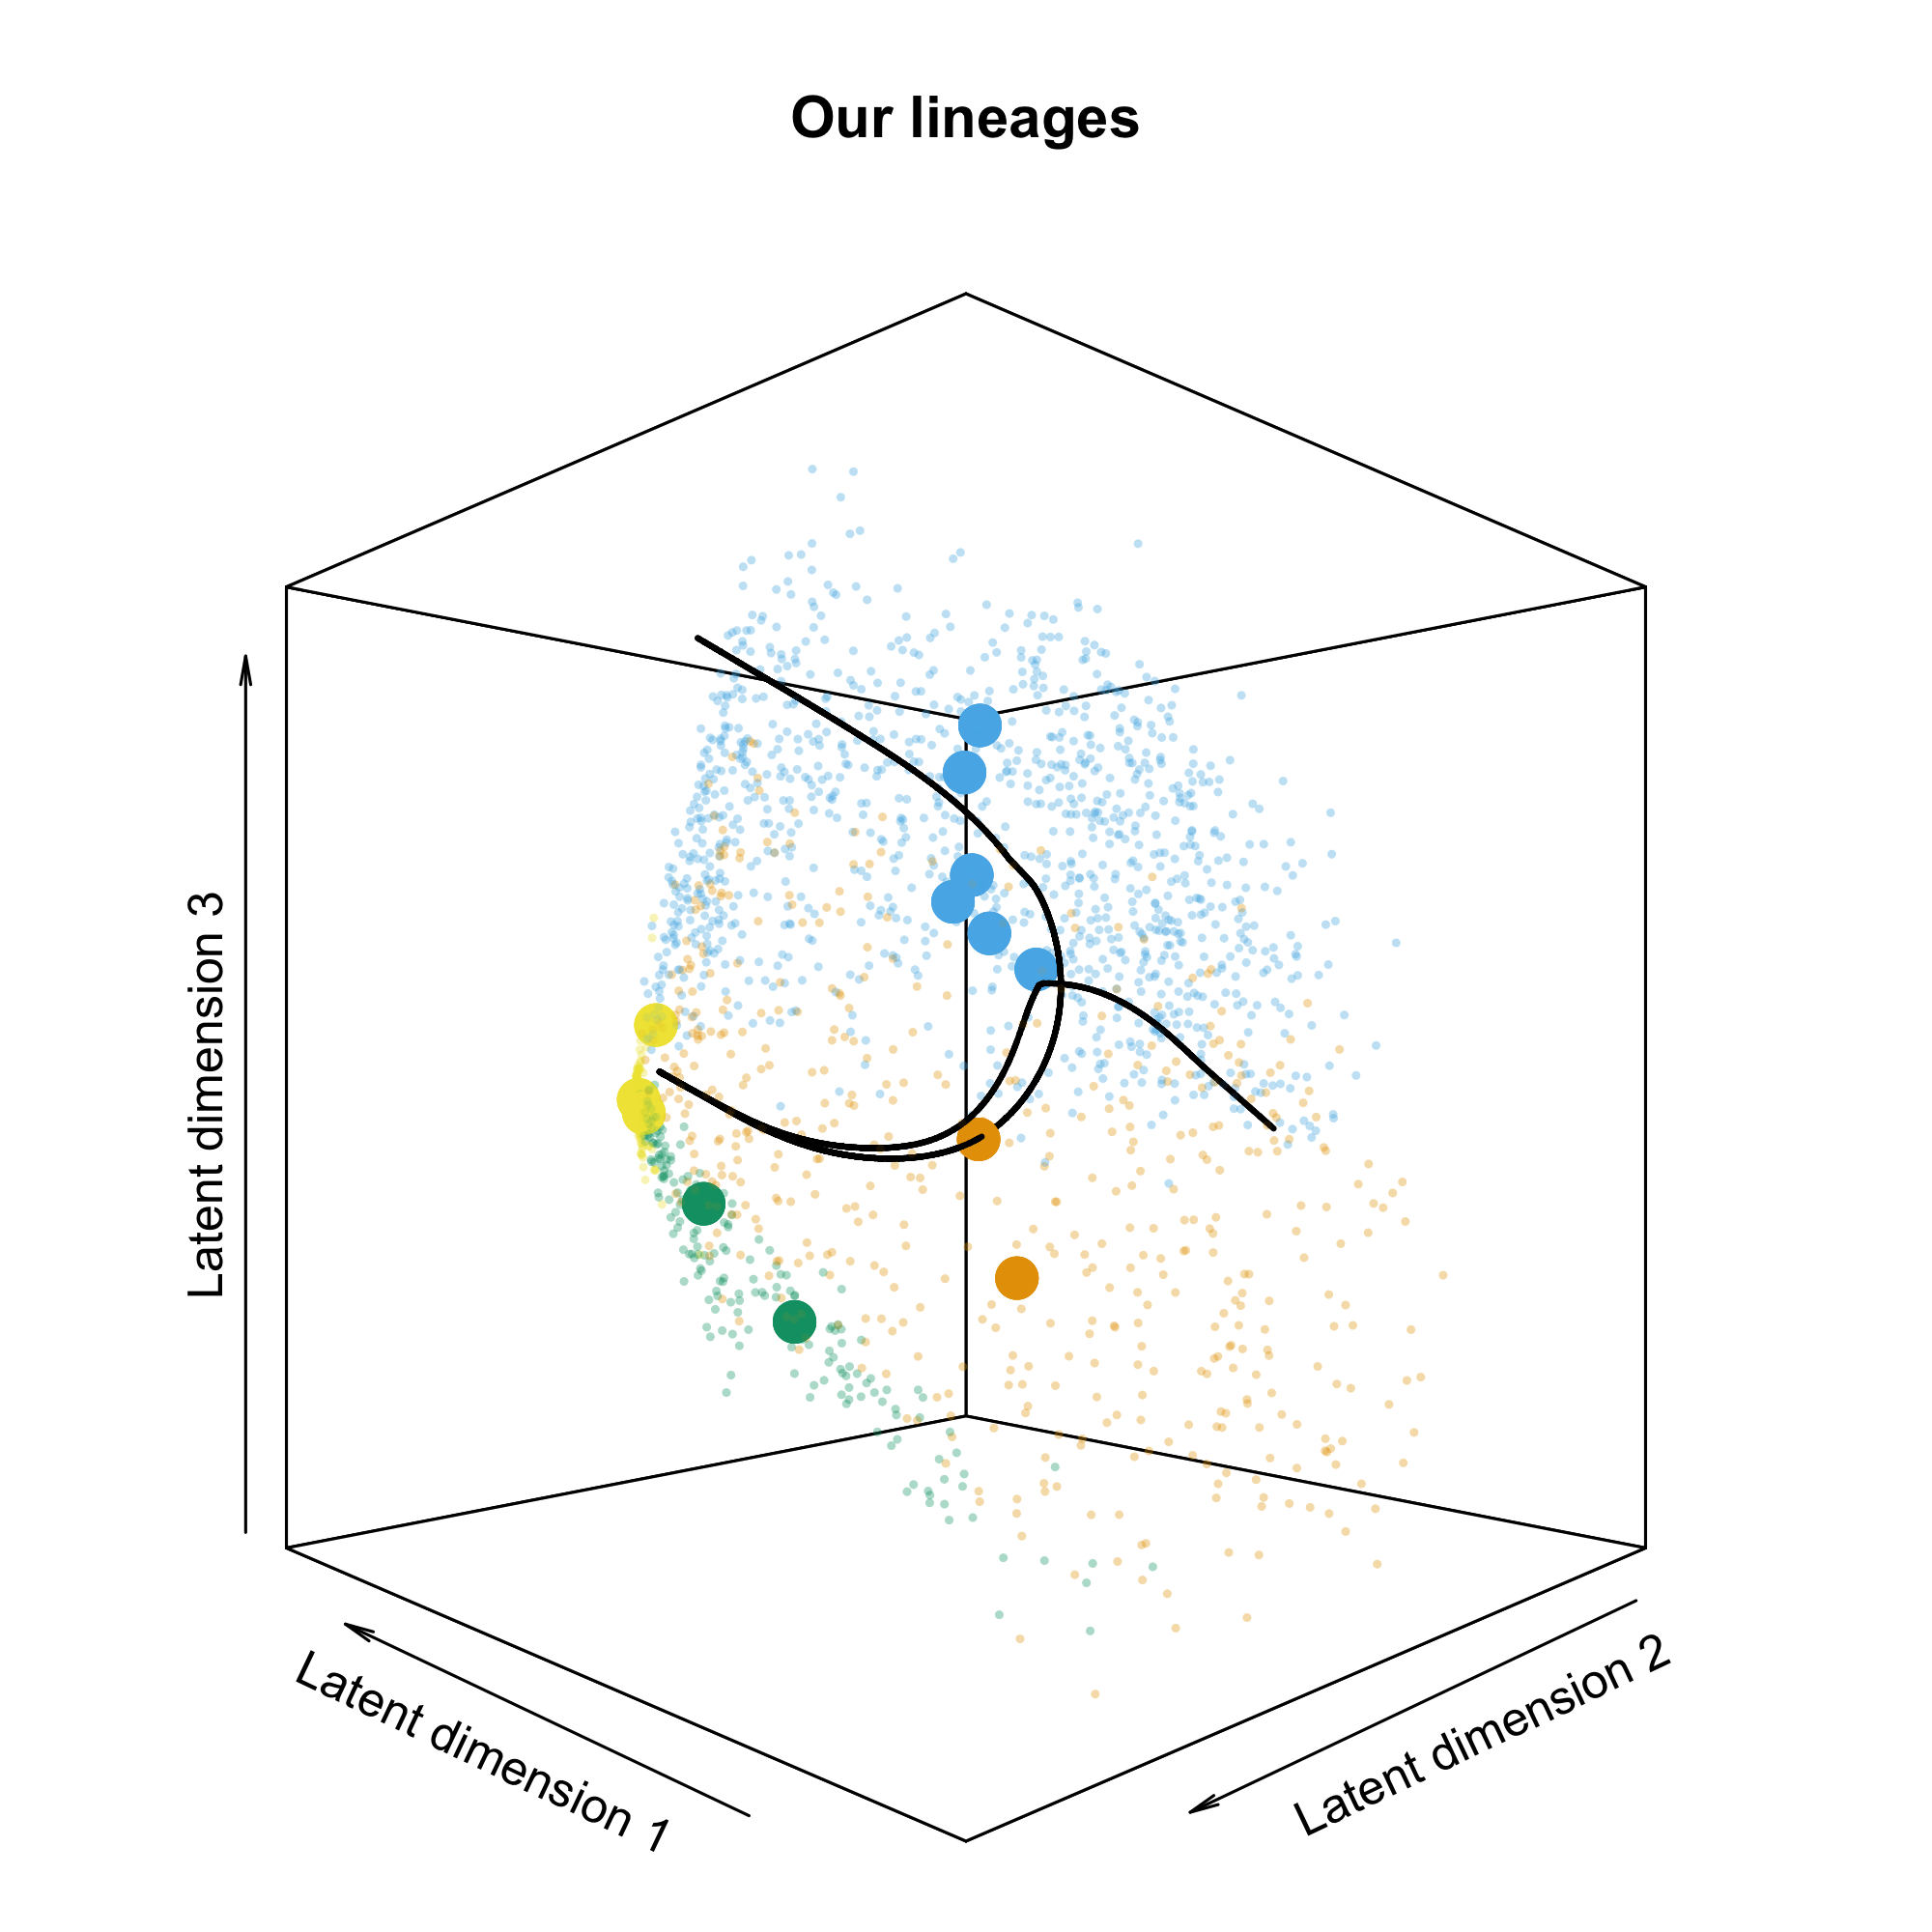 Our lineages
Latent dimension 3
Latent dimension 1
Latent dimension 2